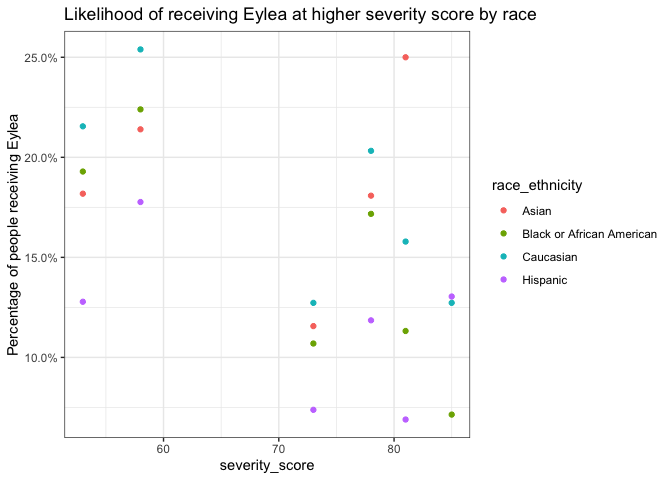 Likelihood of receiving Eylea at higher severity score by race
Percentage of people receiving Eylea
25.0%
20.0%
15.0%
10.0%
60
70
80
severity_score
race_ethnicity
Asian
Black or African American
Caucasian
Hispanic